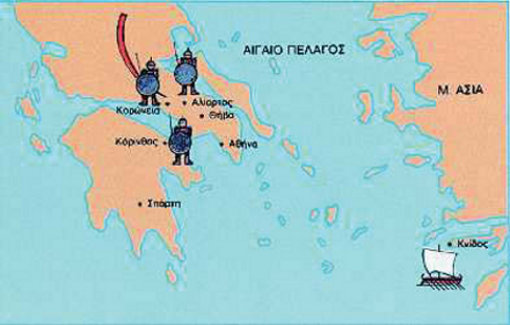 ΑΙΓΑΙΟ ΠΕΛΑΓΟΣ
Μ. ΑΣΙΑ
Αλίαρτος
Κορώνεια
Θήβα
Κόρινθος
Αθήνα
Σπάρτη
Κνίδος